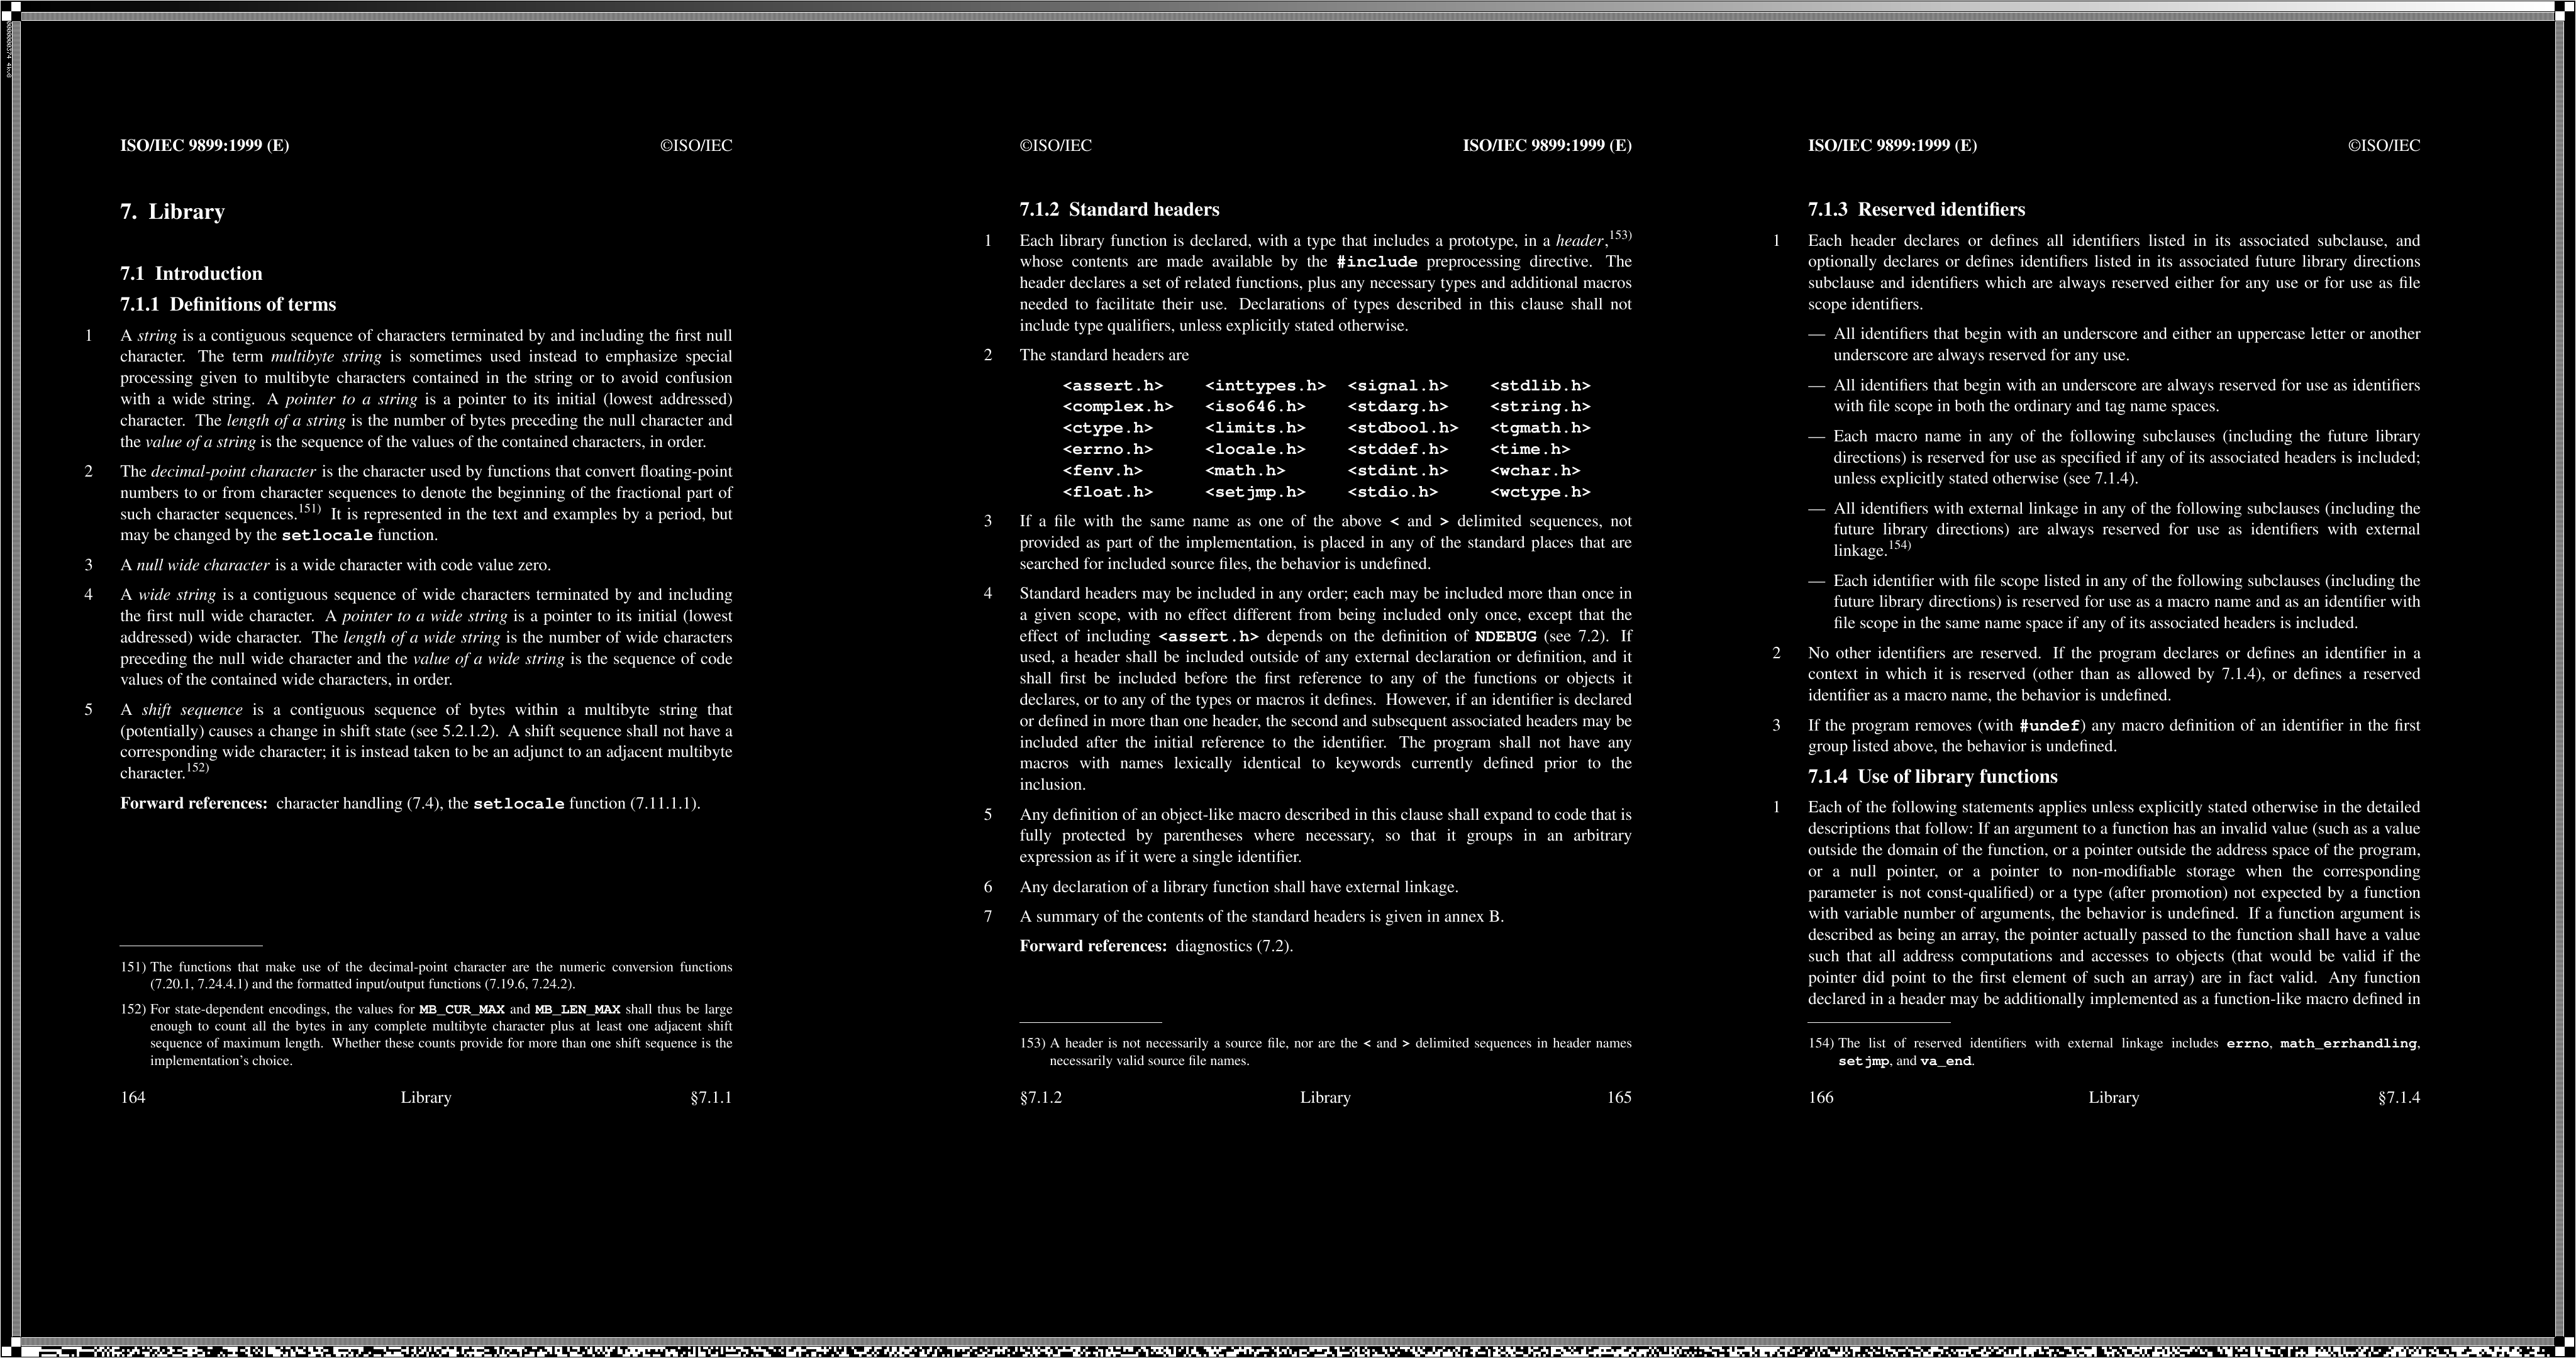 ISO/IEC 9899:1999 (E) ©ISO/IEC
7. Library
7.1 Introduction
7.1.1 Definitions of terms
1 A string is a contiguous sequence of characters terminated by and including the first null
character. The term multibyte string is sometimes used instead to emphasize special
processing given to multibyte characters contained in the string or to avoid confusion
with a wide string. A pointer to a string is a pointer to its initial (lowest addressed)
character. The length of a string is the number of bytes preceding the null character and
the value of a string is the sequence of the values of the contained characters, in order.
2 The decimal-point character is the character used by functions that convert floating-point
numbers to or from character sequences to denote the beginning of the fractional part of
such character sequences.151) It is represented in the text and examples by a period, but
may be changed by the setlocale function.
3 A null wide character is a wide character with code value zero.
4 A wide string is a contiguous sequence of wide characters terminated by and including
the first null wide character. A pointer to a wide string is a pointer to its initial (lowest
addressed) wide character. The length of a wide string is the number of wide characters
preceding the null wide character and the value of a wide string is the sequence of code
values of the contained wide characters, in order.
5 A shift sequence is a contiguous sequence of bytes within a multibyte string that
(potentially) causes a change in shift state (see 5.2.1.2). A shift sequence shall not have a
corresponding wide character; it is instead taken to be an adjunct to an adjacent multibyte
character.152)
Forward references: character handling (7.4), the setlocale function (7.11.1.1).
151) The functions that make use of the decimal-point character are the numeric conversion functions
(7.20.1, 7.24.4.1) and the formatted input/output functions (7.19.6, 7.24.2).
152) For state-dependent encodings, the values for MB_CUR_MAX and MB_LEN_MAX shall thus be large
enough to count all the bytes in any complete multibyte character plus at least one adjacent shift
sequence of maximum length. Whether these counts provide for more than one shift sequence is the
implementation's choice.
164 Library §7.1.1
©ISO/IEC ISO/IEC 9899:1999 (E)
7.1.2 Standard headers
1 Each library function is declared, with a type that includes a prototype, in a header,153)
whose contents are made available by the #include preprocessing directive. The
header declares a set of related functions, plus any necessary types and additional macros
needed to facilitate their use. Declarations of types described in this clause shall not
include type qualifiers, unless explicitly stated otherwise.
2 The standard headers are
<assert.h> <inttypes.h> <signal.h> <stdlib.h>
<complex.h> <iso646.h> <stdarg.h> <string.h>
<ctype.h> <limits.h> <stdbool.h> <tgmath.h>
<errno.h> <locale.h> <stddef.h> <time.h>
<fenv.h> <math.h> <stdint.h> <wchar.h>
<float.h> <setjmp.h> <stdio.h> <wctype.h>
3 If a file with the same name as one of the above < and > delimited sequences, not
provided as part of the implementation, is placed in any of the standard places that are
searched for included source files, the behavior is undefined.
4 Standard headers may be included in any order; each may be included more than once in
a given scope, with no effect different from being included only once, except that the
effect of including <assert.h> depends on the definition of NDEBUG (see 7.2). If
used, a header shall be included outside of any external declaration or definition, and it
shall first be included before the first reference to any of the functions or objects it
declares, or to any of the types or macros it defines. However, if an identifier is declared
or defined in more than one header, the second and subsequent associated headers may be
included after the initial reference to the identifier. The program shall not have any
macros with names lexically identical to keywords currently defined prior to the
inclusion.
5 Any definition of an object-like macro described in this clause shall expand to code that is
fully protected by parentheses where necessary, so that it groups in an arbitrary
expression as if it were a single identifier.
6 Any declaration of a library function shall have external linkage.
7 A summary of the contents of the standard headers is given in annex B.
Forward references: diagnostics (7.2).
153) A header is not necessarily a source file, nor are the < and > delimited sequences in header names
necessarily valid source file names.
§7.1.2 Library 165
ISO/IEC 9899:1999 (E) ©ISO/IEC
7.1.3 Reserved identifiers
1 Each header declares or defines all identifiers listed in its associated subclause, and
optionally declares or defines identifiers listed in its associated future library directions
subclause and identifiers which are always reserved either for any use or for use as file
scope identifiers.
— All identifiers that begin with an underscore and either an uppercase letter or another
underscore are always reserved for any use.
— All identifiers that begin with an underscore are always reserved for use as identifiers
with file scope in both the ordinary and tag name spaces.
— Each macro name in any of the following subclauses (including the future library
directions) is reserved for use as specified if any of its associated headers is included;
unless explicitly stated otherwise (see 7.1.4).
— All identifiers with external linkage in any of the following subclauses (including the
future library directions) are always reserved for use as identifiers with external
linkage.154)
— Each identifier with file scope listed in any of the following subclauses (including the
future library directions) is reserved for use as a macro name and as an identifier with
file scope in the same name space if any of its associated headers is included.
2 No other identifiers are reserved. If the program declares or defines an identifier in a
context in which it is reserved (other than as allowed by 7.1.4), or defines a reserved
identifier as a macro name, the behavior is undefined.
3 If the program removes (with #undef) any macro definition of an identifier in the first
group listed above, the behavior is undefined.
7.1.4 Use of library functions
1 Each of the following statements applies unless explicitly stated otherwise in the detailed
descriptions that follow: If an argument to a function has an invalid value (such as a value
outside the domain of the function, or a pointer outside the address space of the program,
or a null pointer, or a pointer to non-modifiable storage when the corresponding
parameter is not const-qualified) or a type (after promotion) not expected by a function
with variable number of arguments, the behavior is undefined. If a function argument is
described as being an array, the pointer actually passed to the function shall have a value
such that all address computations and accesses to objects (that would be valid if the
pointer did point to the first element of such an array) are in fact valid. Any function
declared in a header may be additionally implemented as a function-like macro defined in
154) The list of reserved identifiers with external linkage includes errno, math_errhandling,
setjmp, and va_end.
166 Library §7.1.4